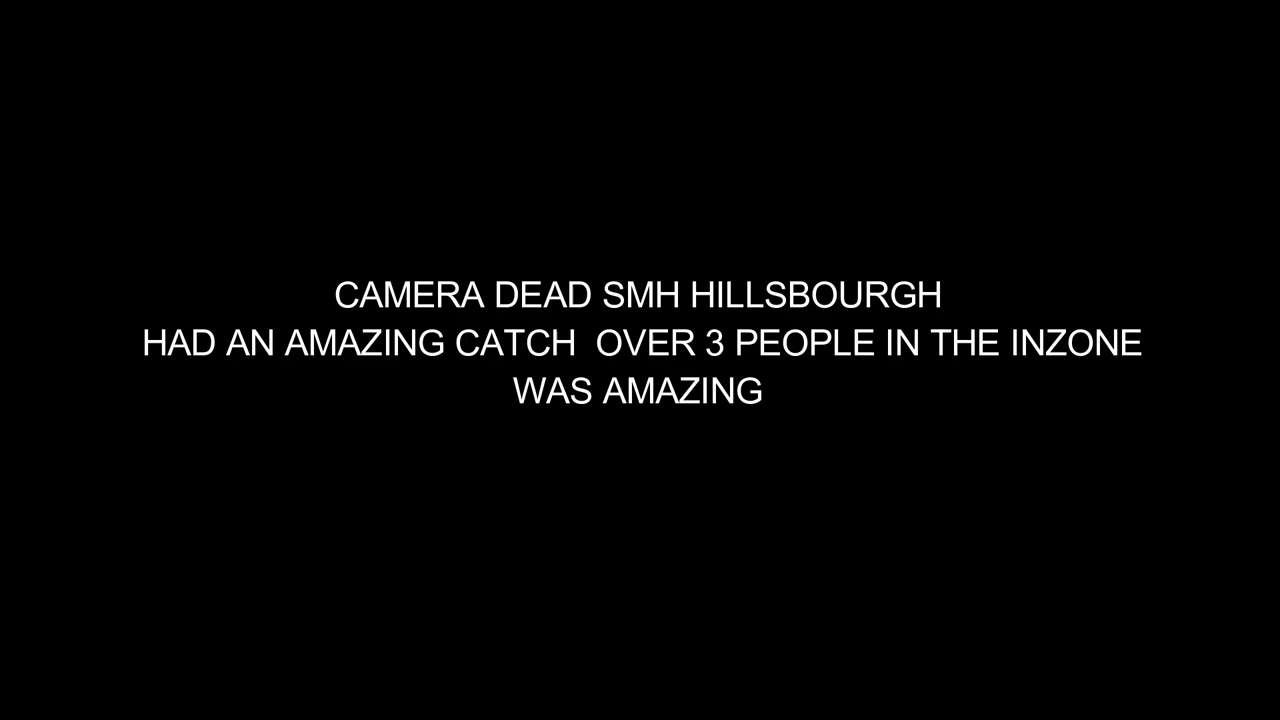 CAMERA DEAD SMH HILLSBOURGH
HAD AN AMAZING CATCH  OVER 3 PEOPLE IN THE INZONE
WAS AMAZING